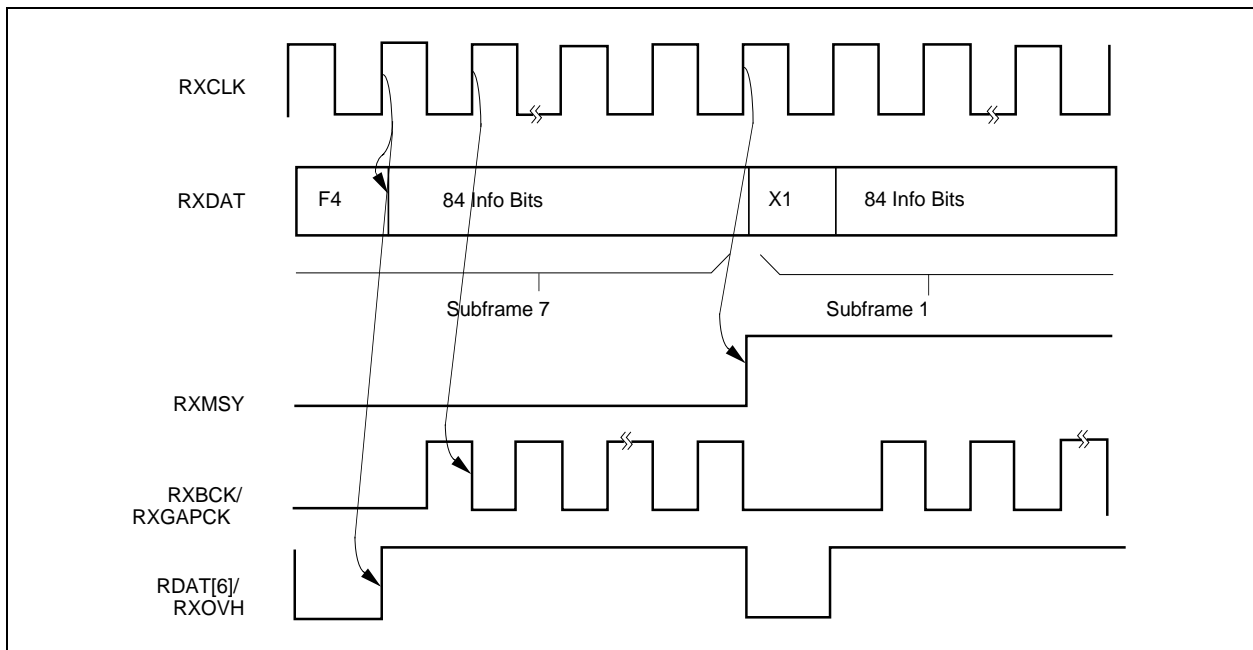 RXCLK
RXDAT
F4
84 Info Bits
X1
84 Info Bits
Subframe 7
Subframe 1
RXMSY
RXBCK/
RXGAPCK
RDAT[6]/
RXOVH